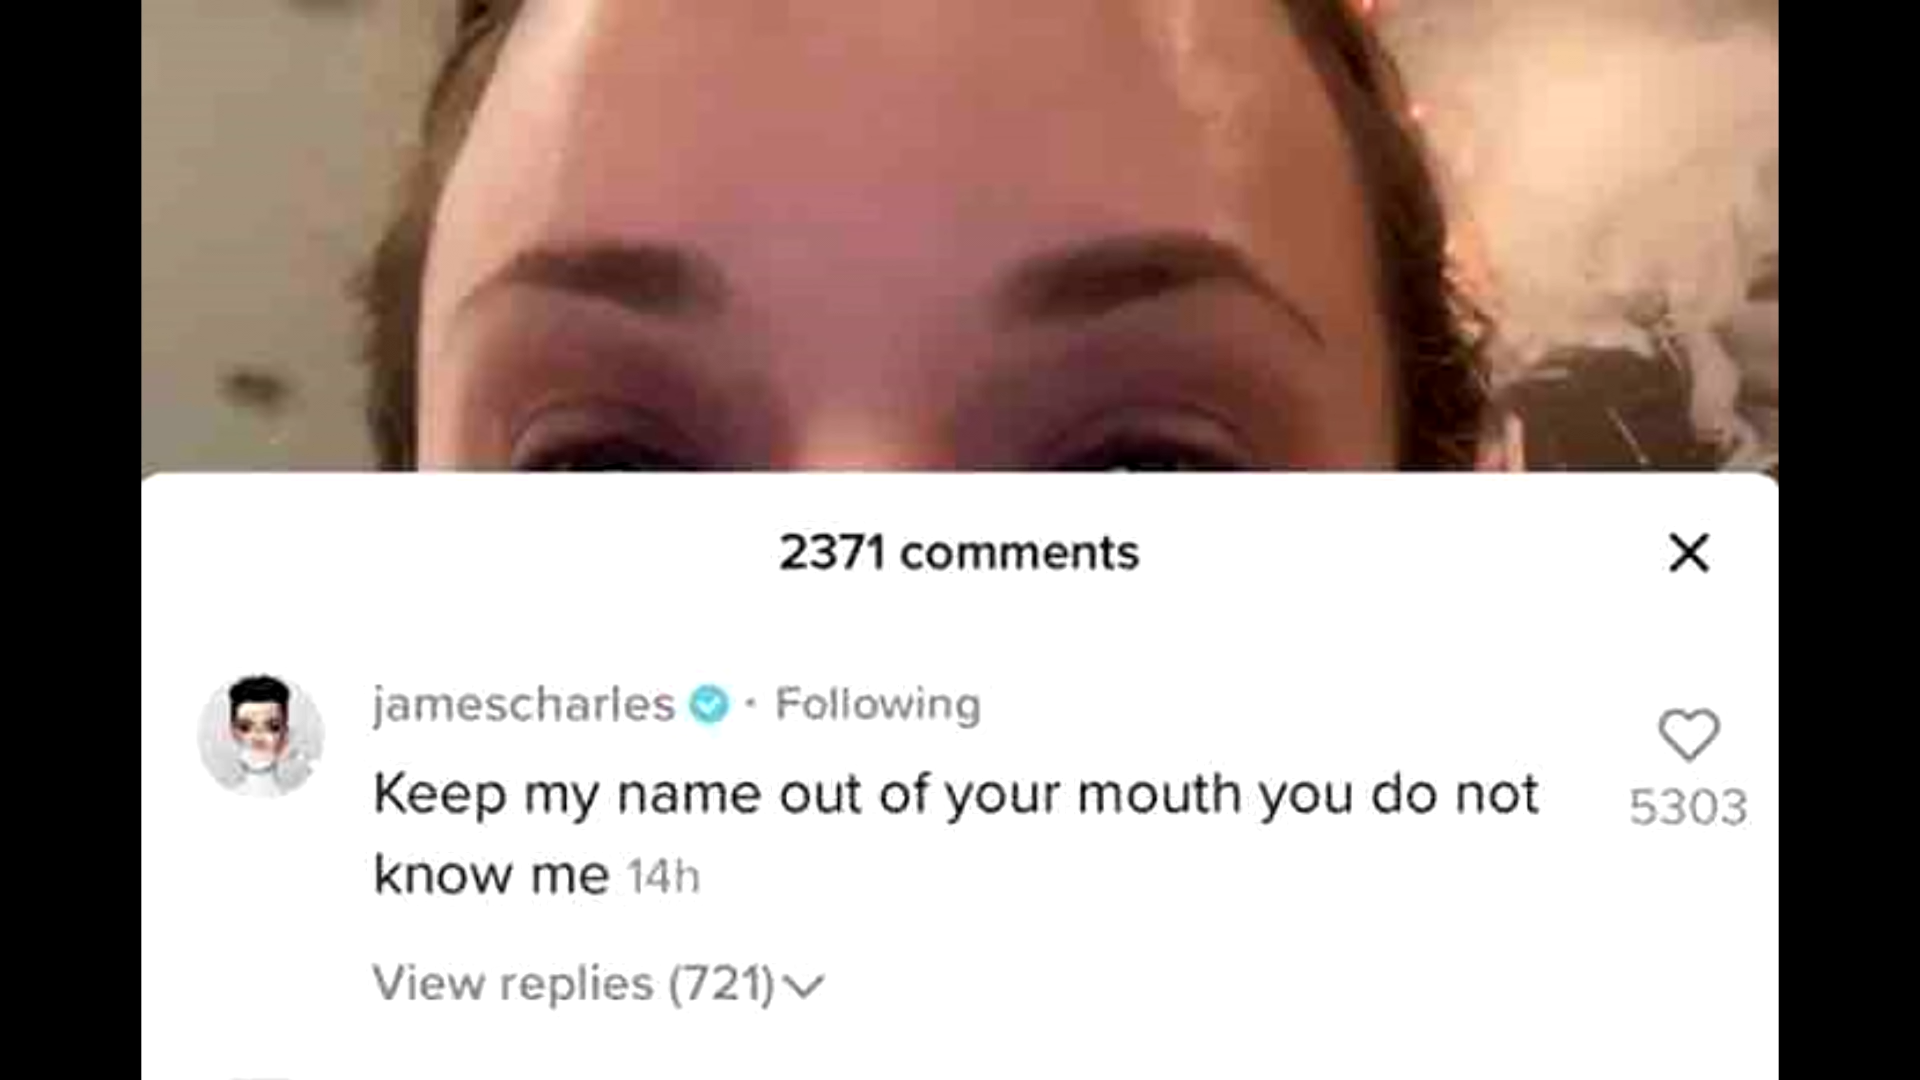 2371 comments
jamescharles · Following
Keep my name out of your mouth you do not
know me 14h
5303
View replies (721)